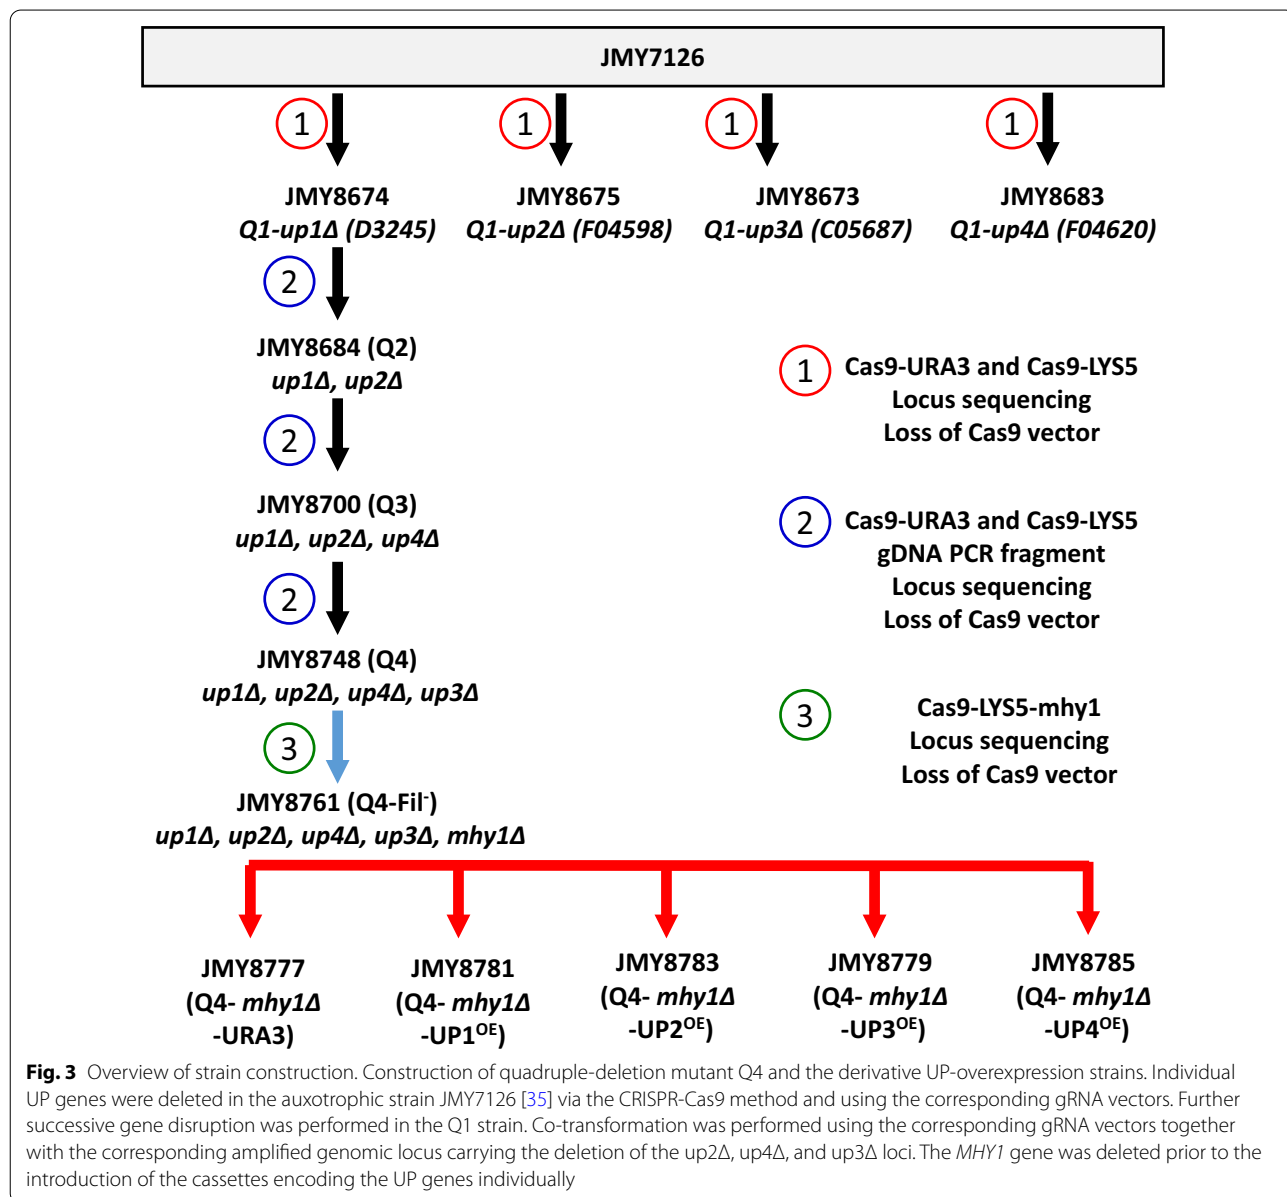 JMY7126
1 1 1 1
JMY8674 JMY8675 JMY8673 JMY8683
Q1-up1Δ (D3245) Q1-up2Δ (F04598) Q1-up3Δ (C05687) Q1-up4Δ (F04620)
2
JMY8684 (Q2)
up1Δ, up2Δ
2
JMY8700 (Q3)
up1Δ, up2Δ, up4Δ
2
JMY8748 (Q4)
up1Δ, up2Δ, up4Δ, up3Δ
3
JMY8761 (Q4-Fil⁻)
up1Δ, up2Δ, up4Δ, up3Δ, mhy1Δ
1
Cas9-URA3 and Cas9-LYS5
Locus sequencing
Loss of Cas9 vector
2
Cas9-URA3 and Cas9-LYS5
gDNA PCR fragment
Locus sequencing
Loss of Cas9 vector
3
Cas9-LYS5-mhy1
Locus sequencing
Loss of Cas9 vector
JMY8777
(Q4- mhy1Δ
-URA3)
JMY8781
(Q4- mhy1Δ
-UP1ᴼᴱ)
JMY8783
(Q4- mhy1Δ
-UP2ᴼᴱ)
JMY8779
(Q4- mhy1Δ
-UP3ᴼᴱ)
JMY8785
(Q4- mhy1Δ
-UP4ᴼᴱ)
Fig. 3 Overview of strain construction. Construction of quadruple-deletion mutant Q4 and the derivative UP-overexpression strains. Individual
UP genes were deleted in the auxotrophic strain JMY7126 [35] via the CRISPR-Cas9 method and using the corresponding gRNA vectors. Further
successive gene disruption was performed in the Q1 strain. Co-transformation was performed using the corresponding gRNA vectors together
with the corresponding amplified genomic locus carrying the deletion of the up2Δ, up4Δ, and up3Δ loci. The MHY1 gene was deleted prior to the
introduction of the cassettes encoding the UP genes individually